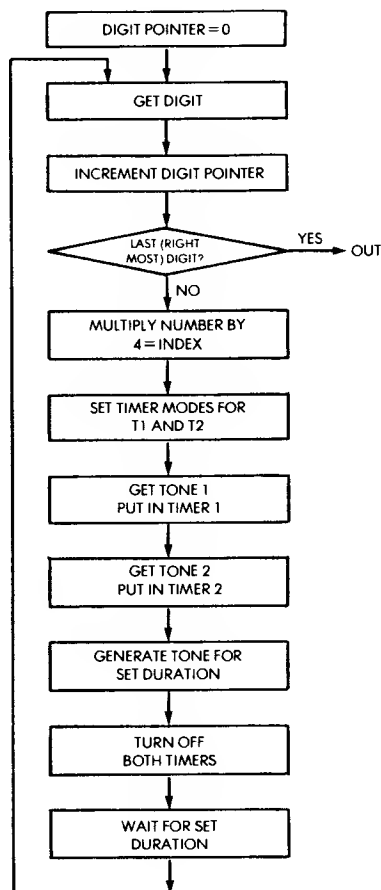 DIGIT POINTER = 0
GET DIGIT
INCREMENT DIGIT POINTER
LAST (RIGHT
MOST) DIGIT?
YES
OUT
NO
MULTIPLY NUMBER BY
4 = INDEX
SET TIMER MODES FOR
T1 AND T2
GET TONE 1
PUT IN TIMER 1
GET TONE 2
PUT IN TIMER 2
GENERATE TONE FOR
SET DURATION
TURN OFF
BOTH TIMERS
WAIT FOR SET
DURATION